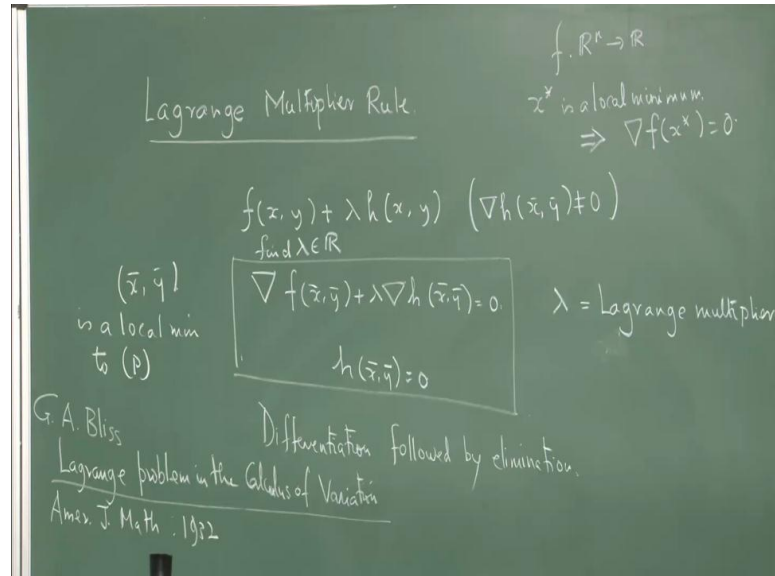 f. ℝⁿ → ℝ
x* is a local minimum.
⇒ ∇f(x*) = 0.
Lagrange Multiplier Rule.
f(x, y) + λ h(x, y) (∇h(x̄, ȳ) ≠ 0)
find λ ∈ ℝ
∇ f(x̄, ȳ) + λ∇h(x̄, ȳ) = 0.
h(x̄, ȳ) = 0
(x̄, ȳ)
is a local min
to (P)
λ = Lagrange multiplier
Differentiation followed by elimination.
G. A. Bliss
Lagrange problem in the Calculus of Variation
Amer. J. Math. 1932